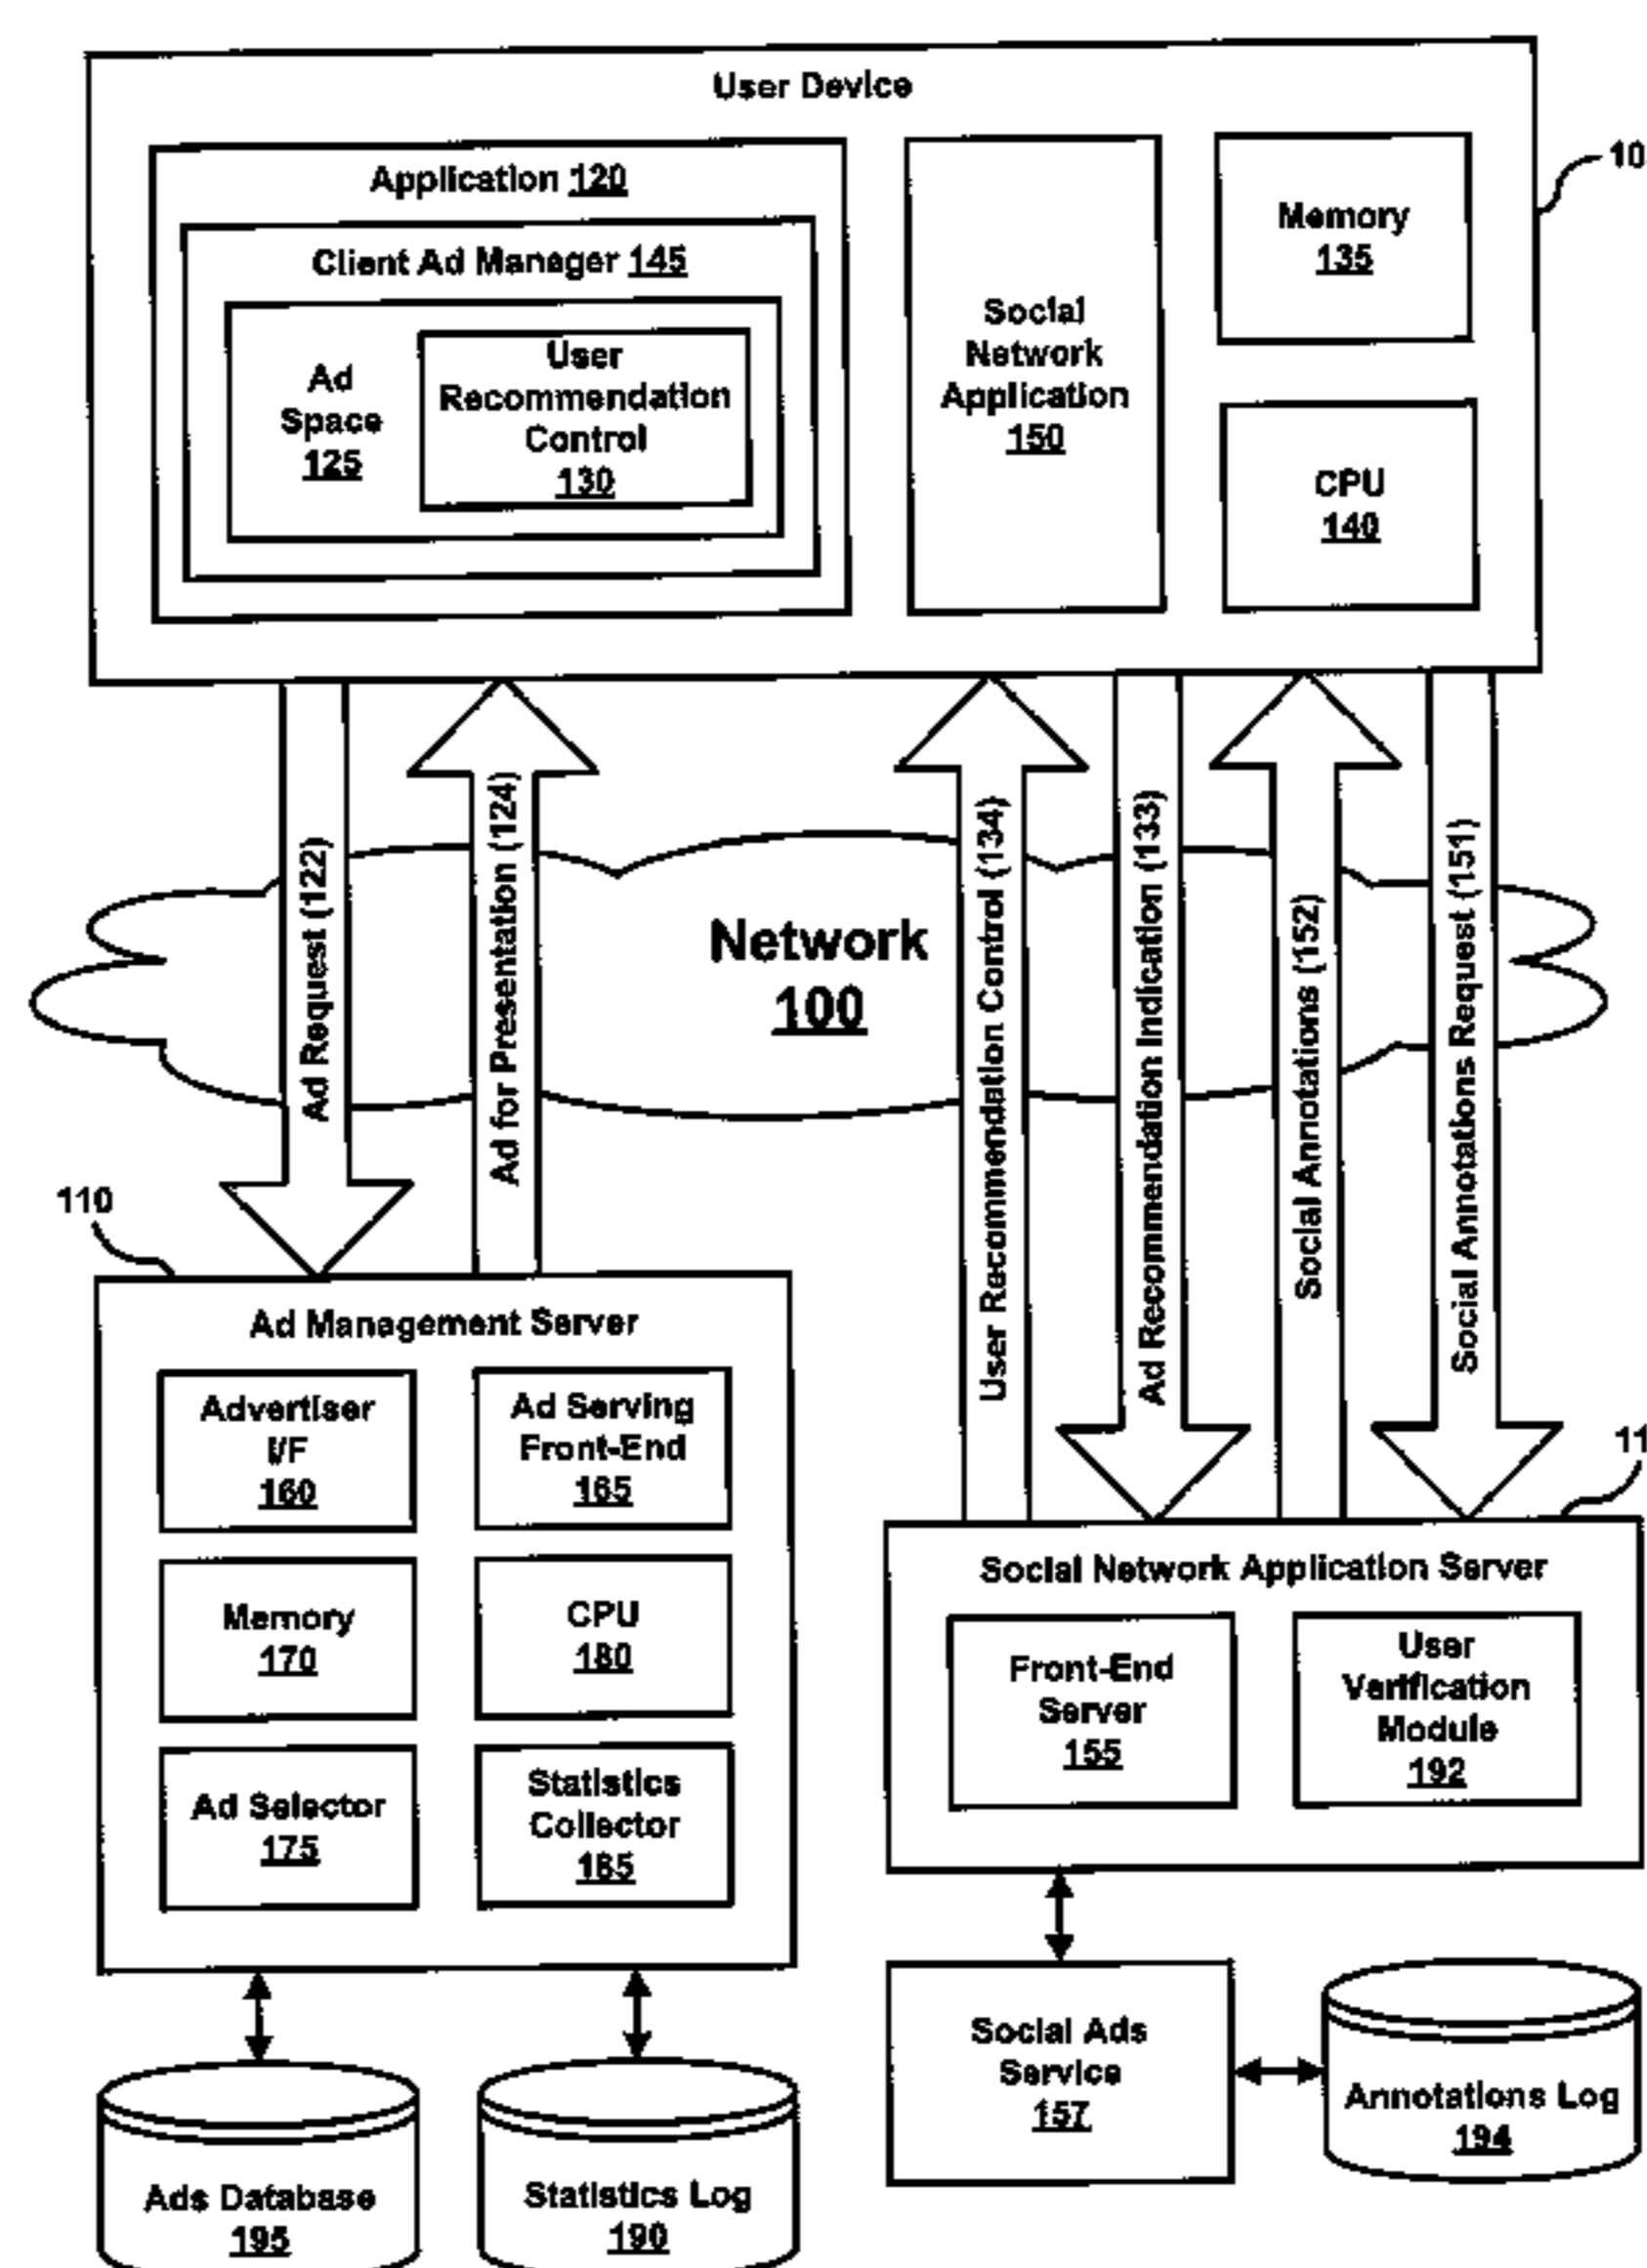 User Device
10
Application 120
Client Ad Manager 145
Ad
Space
125
User
Recommendation
Control
130
Social
Network
Application
150
Memory
135
CPU
140
Ad Request (122)
Ad for Presentation (124)
Network
100
User Recommendation Control (134)
Ad Recommendation Indication (133)
Social Annotations (152)
Social Annotations Request (151)
110
Ad Management Server
Advertiser
I/F
160
Ad Serving
Front-End
165
Memory
170
CPU
180
Ad Selector
175
Statistics
Collector
185
Ads Database
195
Statistics Log
190
11
Social Network Application Server
Front-End
Server
155
User
Verification
Module
192
Social Ads
Service
157
Annotations Log
194